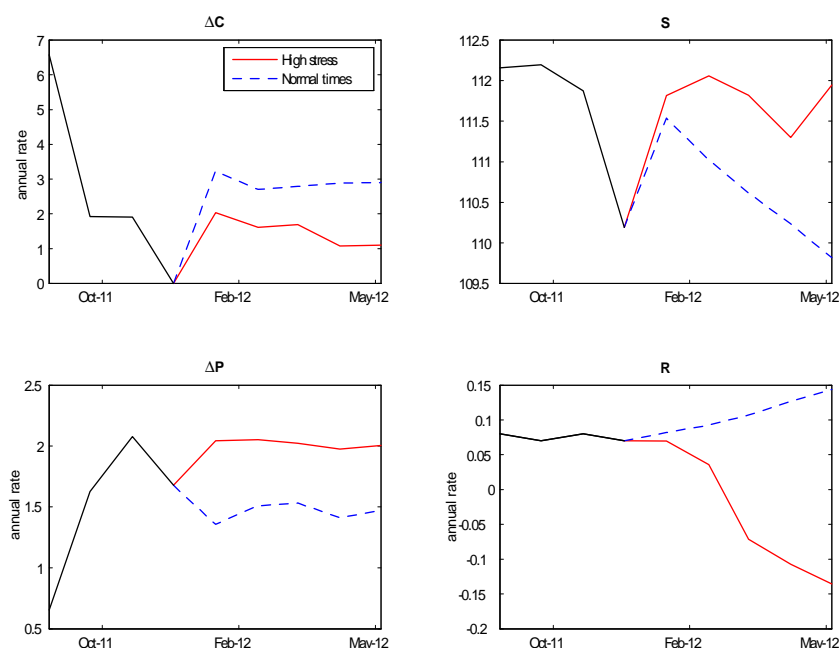 ΔC
7
6
5
4
3
2
1
0
annual rate
High stress
Normal times
Oct-11
Feb-12
May-12
S
112.5
112
111.5
111
110.5
110
109.5
Oct-11
Feb-12
May-12
ΔP
2.5
2
1.5
1
0.5
annual rate
Oct-11
Feb-12
May-12
R
0.15
0.1
0.05
0
-0.05
-0.1
-0.15
-0.2
annual rate
Oct-11
Feb-12
May-12